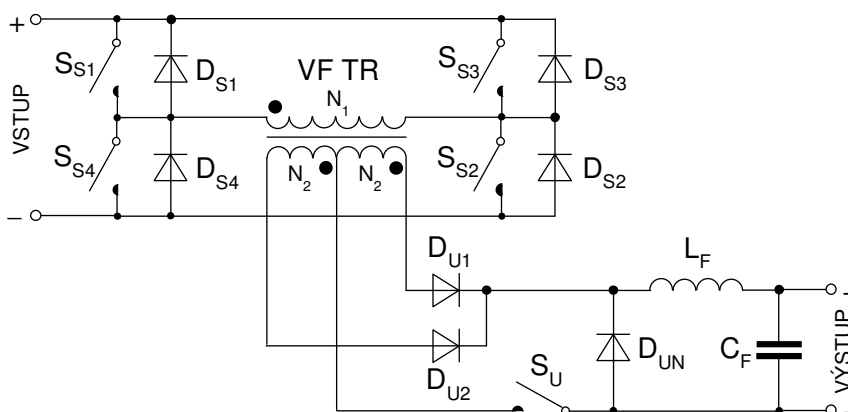 +
S_S1
D_S1
VF TR
N_1
S_S3
D_S3
VSTUP
S_S4
D_S4
N_2
N_2
S_S2
D_S2
−
D_U1
L_F
+
D_U2
S_U
D_UN
C_F
VÝSTUP
−